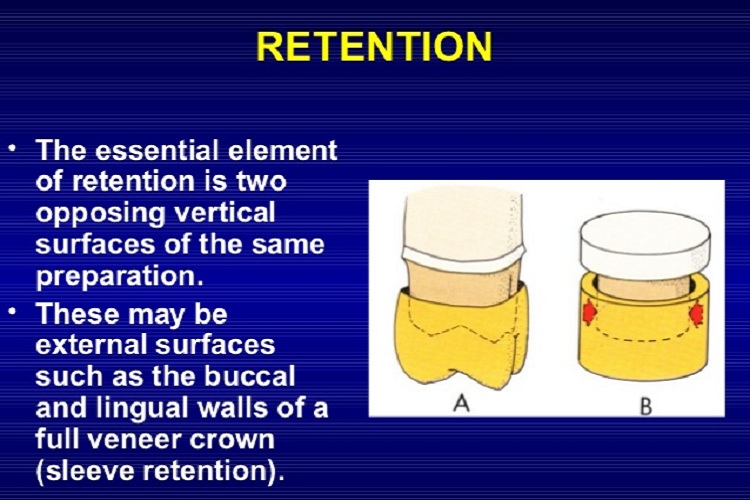 RETENTION
• The essential element
of retention is two
opposing vertical
surfaces of the same
preparation.
• These may be
external surfaces
such as the buccal
and lingual walls of a
full veneer crown
(sleeve retention).
A
B